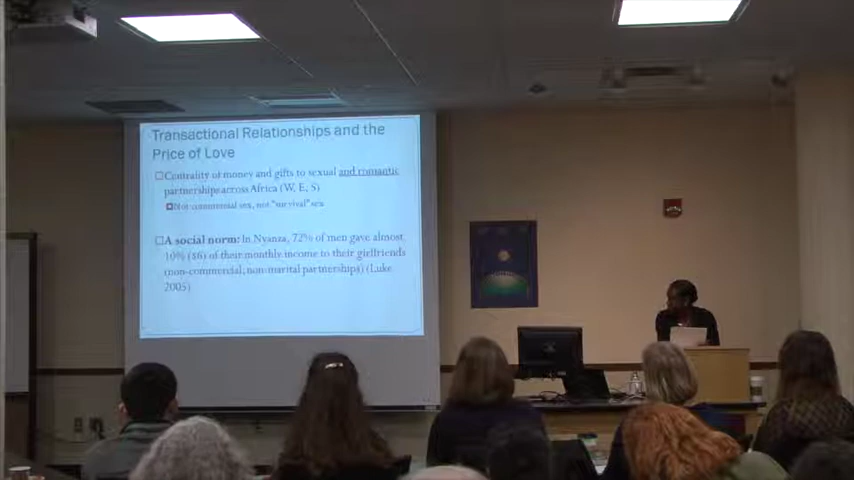 Transactional Relationships and the
Price of Love
Centrality of money and gifts to sexual and romantic
partnerships across Africa (W, E, S)
Not commercial sex, not "survival" sex
A social norm: In Nyanza, 72% of men gave almost
10% ($6) of their monthly income to their girlfriends
(non-commercial, non-marital partnerships) (Luke
2005)